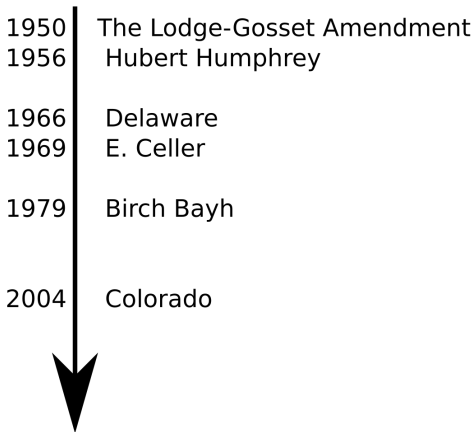 1950 The Lodge-Gosset Amendment
1956 Hubert Humphrey
1966 Delaware
1969 E. Celler
1979 Birch Bayh
2004 Colorado